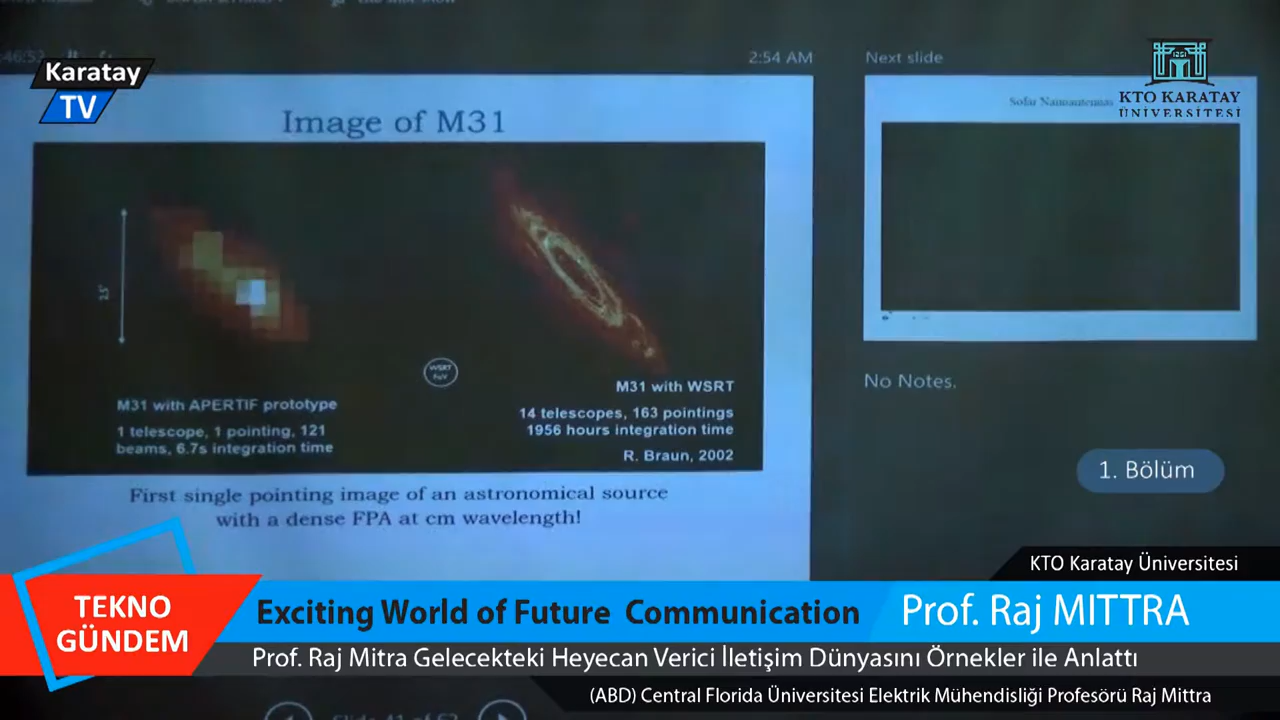 2:54 AM
Next slide
Karatay
TV
KTO KARATAY
ÜNİVERSİTESİ
Image of M31
WSRT
FoV
M31 with APERTIF prototype
1 telescope, 1 pointing, 121
beams, 6.7s integration time
M31 with WSRT
14 telescopes, 163 pointings
1956 hours integration time
R. Braun, 2002
No Notes.
First single pointing image of an astronomical source
with a dense FPA at cm wavelength!
1. Bölüm
KTO Karatay Üniversitesi
TEKNO
GÜNDEM
Exciting World of Future Communication
Prof. Raj MITTRA
Prof. Raj Mitra Gelecekteki Heyecan Verici İletişim Dünyasını Örnekler ile Anlattı
(ABD) Central Florida Üniversitesi Elektrik Mühendisliği Profesörü Raj Mittra